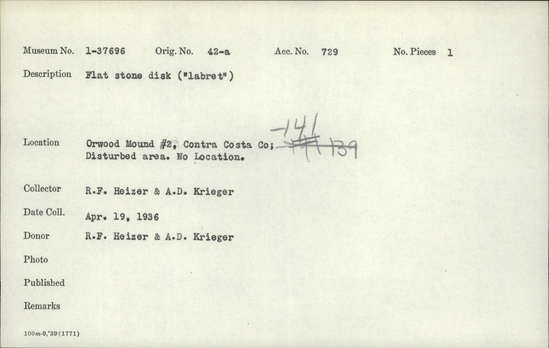 Museum No. 1-37696 Orig. No. 42-a Acc. No. 729 No. Pieces 1
Description Flat stone disk ("labret")
-141
Location Orwood Mound #2, Contra Costa Co; 139
Disturbed area. No Location.
Collector R.F. Heizer & A.D. Krieger
Date Coll. Apr. 19, 1936
Donor R.F. Heizer & A.D. Krieger
Photo
Published
Remarks
100m-9,'39(1771)